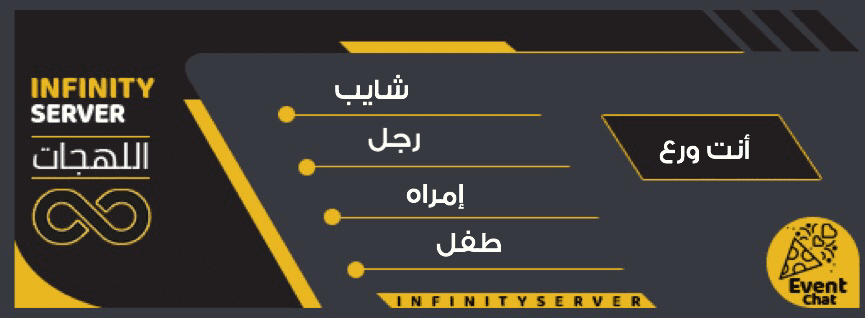 INFINITY
SERVER
اللهجات
شايب
رجل
إمراه
طفل
أنت ورع
INFINITYSERVER
Event
Chat